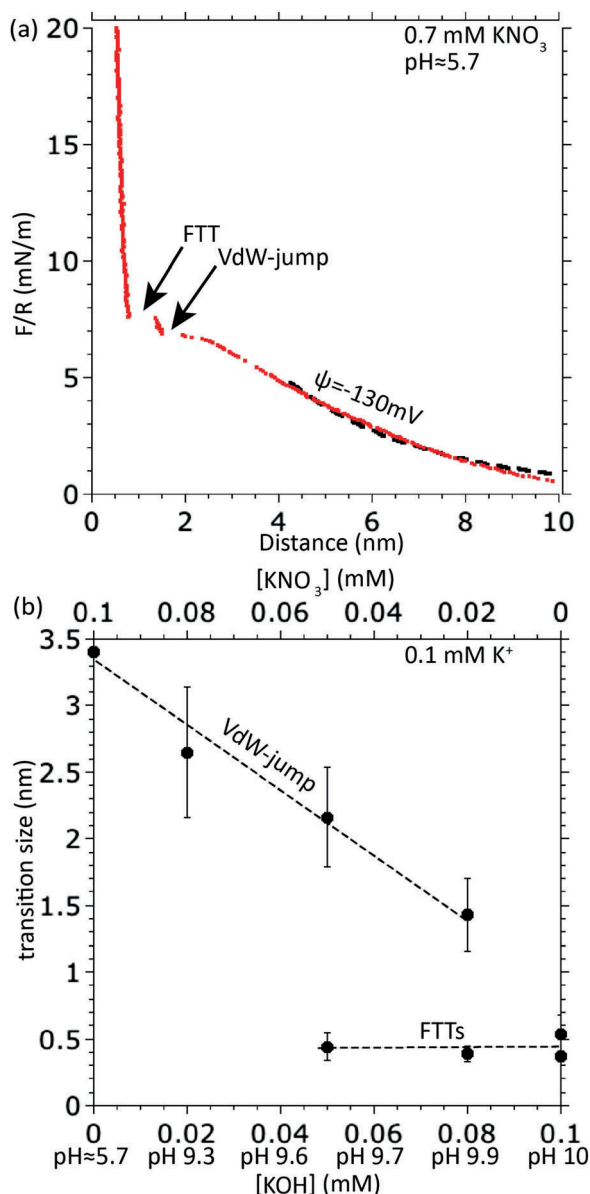 (a)
0.7 mM KNO₃
pH≈5.7
20
15
10
5
0
F/R (mN/m)
FTT
VdW-jump
ψ=-130mV
0 2 4 6 8 10
Distance (nm)
[KNO₃] (mM)
(b)
0.1 0.08 0.06 0.04 0.02 0
0.1 mM K⁺
3.5
3
2.5
2
1.5
1
0.5
0
transition size (nm)
VdW-jump
FTTs
0 0.02 0.04 0.06 0.08 0.1
pH≈5.7 pH 9.3 pH 9.6 pH 9.7 pH 9.9 pH 10
[KOH] (mM)